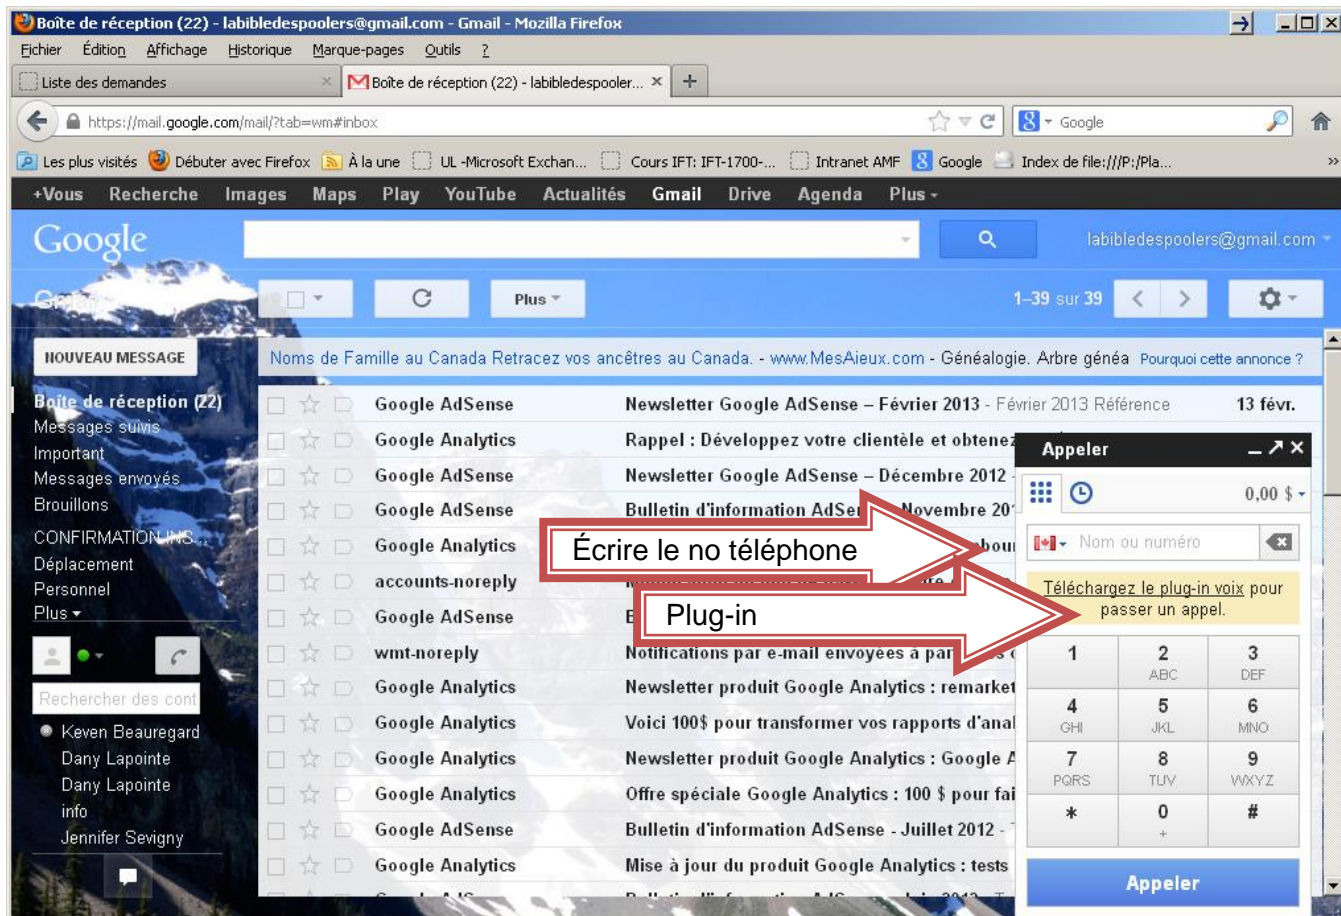 Boîte de réception (22) - labibledespoolers@gmail.com - Gmail - Mozilla Firefox
Fichier Édition Affichage Historique Marque-pages Outils ?
Liste des demandes
Boîte de réception (22) - labibledespooler...
https://mail.google.com/mail/?tab=wm#inbox
Google
Les plus visités Débuter avec Firefox À la une UL -Microsoft Exchan... Cours IFT: IFT-1700-... Intranet AMF Google Index de file:///P:/Pla... »
+Vous Recherche Images Maps Play YouTube Actualités Gmail Drive Agenda Plus
Google
labibledespoolers@gmail.com
Plus
1–39 sur 39
NOUVEAU MESSAGE
Noms de Famille au Canada Retracez vos ancêtres au Canada. - www.MesAieux.com - Généalogie. Arbre généa Pourquoi cette annonce ?
Boîte de réception (22)
Messages suivis
Important
Messages envoyés
Brouillons
CONFIRMATION INS...
Déplacement
Personnel
Plus
Rechercher des cont
Keven Beauregard
Dany Lapointe
Dany Lapointe
info
Jennifer Sevigny
Google AdSense Newsletter Google AdSense – Février 2013 - Février 2013 Référence 13 févr.
Google Analytics Rappel : Développez votre clientèle et obtenez
Google AdSense Newsletter Google AdSense – Décembre 2012 -
Google AdSense Bulletin d'information AdSen Novembre 201
Google Analytics
accounts-noreply
Google AdSense
wmt-noreply Notifications par e-mail envoyées à par
Google Analytics Newsletter produit Google Analytics : remarket
Google Analytics Voici 100$ pour transformer vos rapports d'anal
Google Analytics Newsletter produit Google Analytics : Google A
Google Analytics Offre spéciale Google Analytics : 100 $ pour fai
Google AdSense Bulletin d'information AdSense - Juillet 2012 -
Google Analytics Mise à jour du produit Google Analytics : tests
Écrire le no téléphone
Plug-in
Appeler
0,00 $
Nom ou numéro
Téléchargez le plug-in voix pour
passer un appel.
1 2 3
ABC DEF
4 5 6
GHI JKL MNO
7 8 9
PQRS TUV WXYZ
* 0 #
+
Appeler